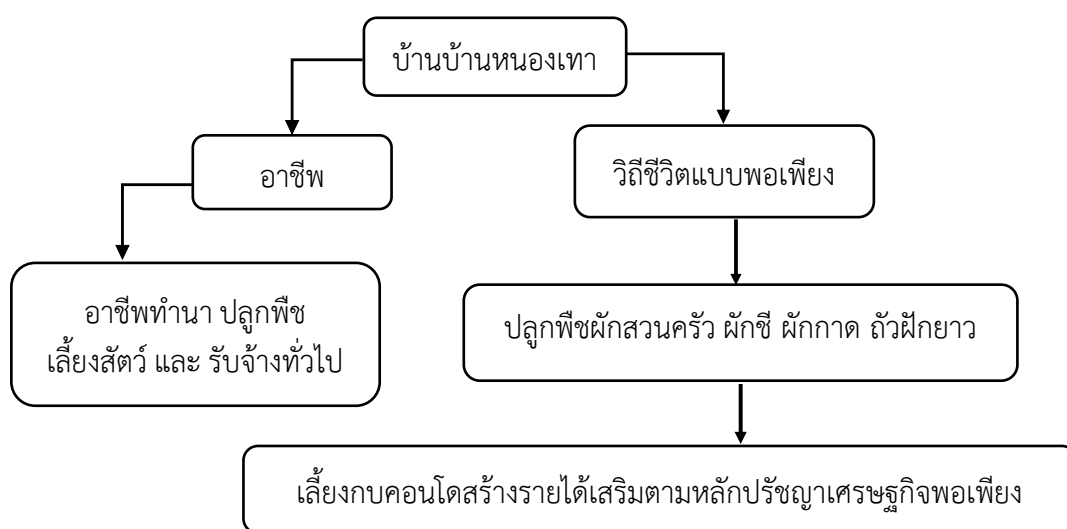 บ้านบ้านหนองเทา
อาชีพ
วิถีชีวิตแบบพอเพียง
อาชีพทำนา ปลูกพืช
เลี้ยงสัตว์ และ รับจ้างทั่วไป
ปลูกพืชผักสวนครัว ผักชี ผักกาด ถัวฝักยาว
เลี้ยงกบคอนโดสร้างรายได้เสริมตามหลักปรัชญาเศรษฐกิจพอเพียง